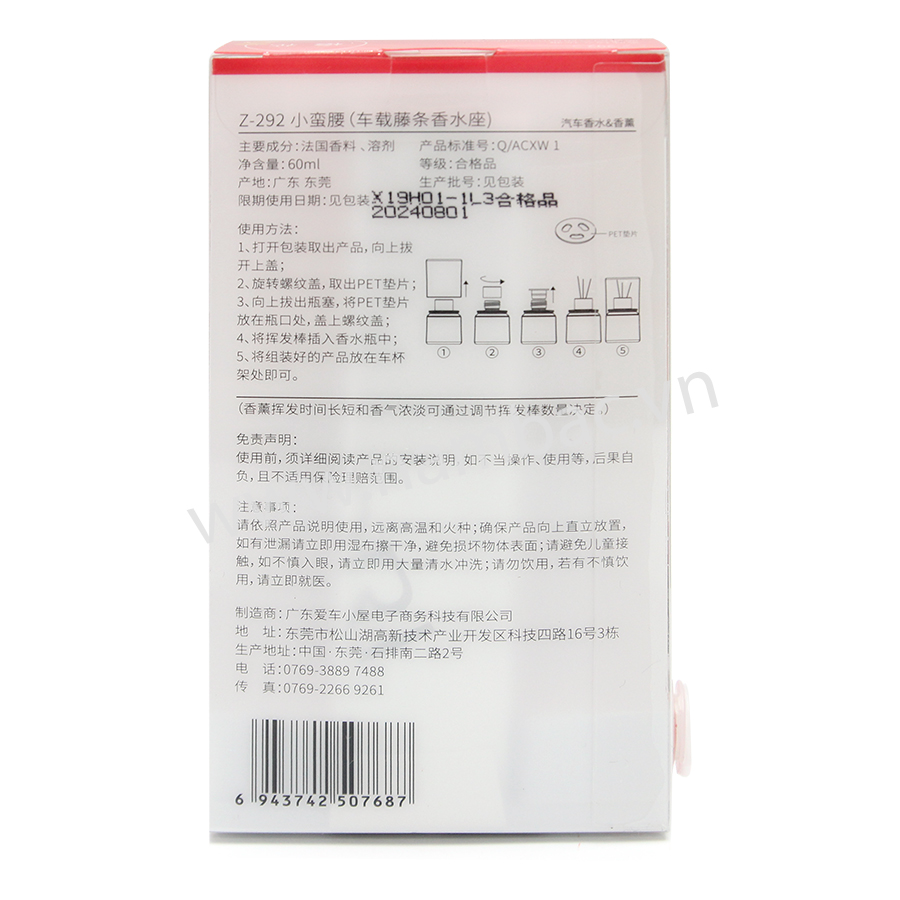 Z-292 小蛮腰(车载藤条香水座)
汽车香水&香薰
主要成分:法国香料、溶剂 产品标准号:Q/ACXW 1
净含量:60ml 等级:合格品
产地:广东 东莞 生产批号:见包装
限期使用日期:见包装 X19H01-1L3合格品
20240801
使用方法:
1、打开包装取出产品,向上拔
开上盖;
2、旋转螺纹盖,取出PET垫片;
3、向上拔出瓶塞,将PET垫片
放在瓶口处,盖上螺纹盖;
4、将挥发棒插入香水瓶中;
5、将组装好的产品放在车杯
架处即可。
PET垫片
① ② ③ ④ ⑤
(香薰挥发时间长短和香气浓淡可通过调节挥发棒数量决定。)
免责声明:
使用前,须详细阅读产品的安装说明,如不当操作、使用等,后果自
负,且不适用保险理赔范围。
注意事项:
请依照产品说明使用,远离高温和火种;确保产品向上直立放置,
如有泄漏请立即用湿布擦干净,避免损坏物体表面;请避免儿童接
触,如不慎入眼,请立即用大量清水冲洗;请勿饮用,若有不慎饮
用,请立即就医。
制造商:广东爱车小屋电子商务科技有限公司
地 址:东莞市松山湖高新技术产业开发区科技四路16号3栋
生产地址:中国·东莞·石排南二路2号
电 话:0769-3889 7488
传 真:0769-2266 9261
6 943742 507687